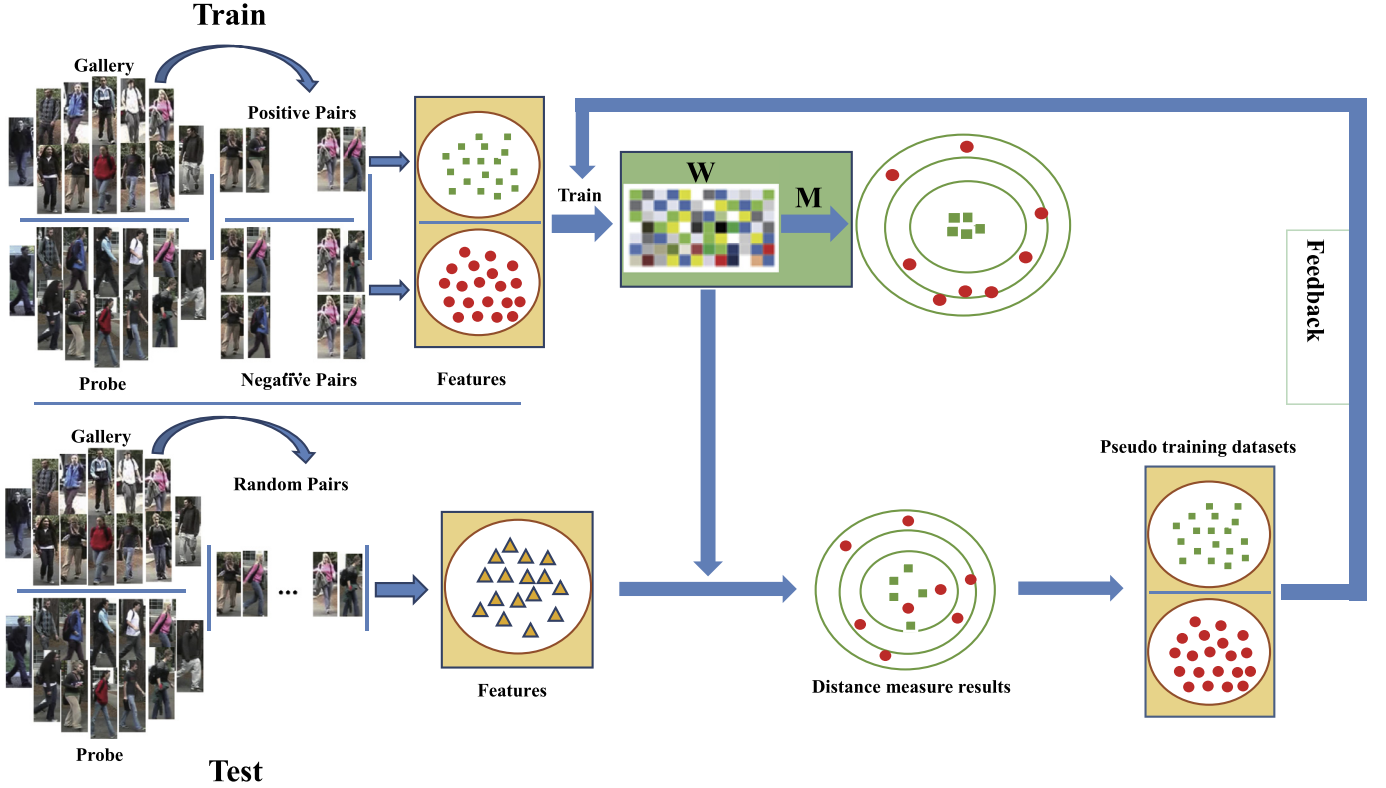 Train
Gallery
Positive Pairs
Train
W
M
Feedback
Probe
Negative Pairs
...
Features
Gallery
Random Pairs
Pseudo training datasets
...
Features
Distance measure results
Probe
Test